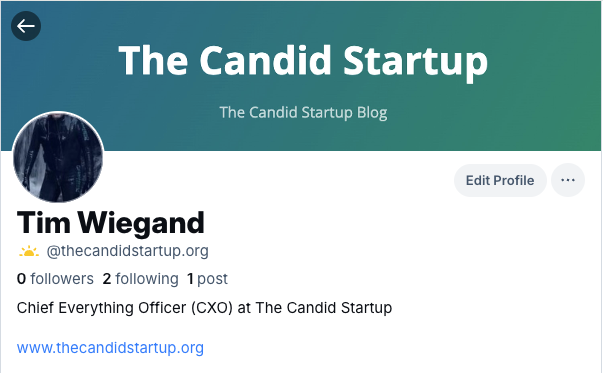 The Candid Startup
The Candid Startup Blog
Edit Profile
Tim Wiegand
@thecandidstartup.org
0 followers 2 following 1 post
Chief Everything Officer (CXO) at The Candid Startup
www.thecandidstartup.org